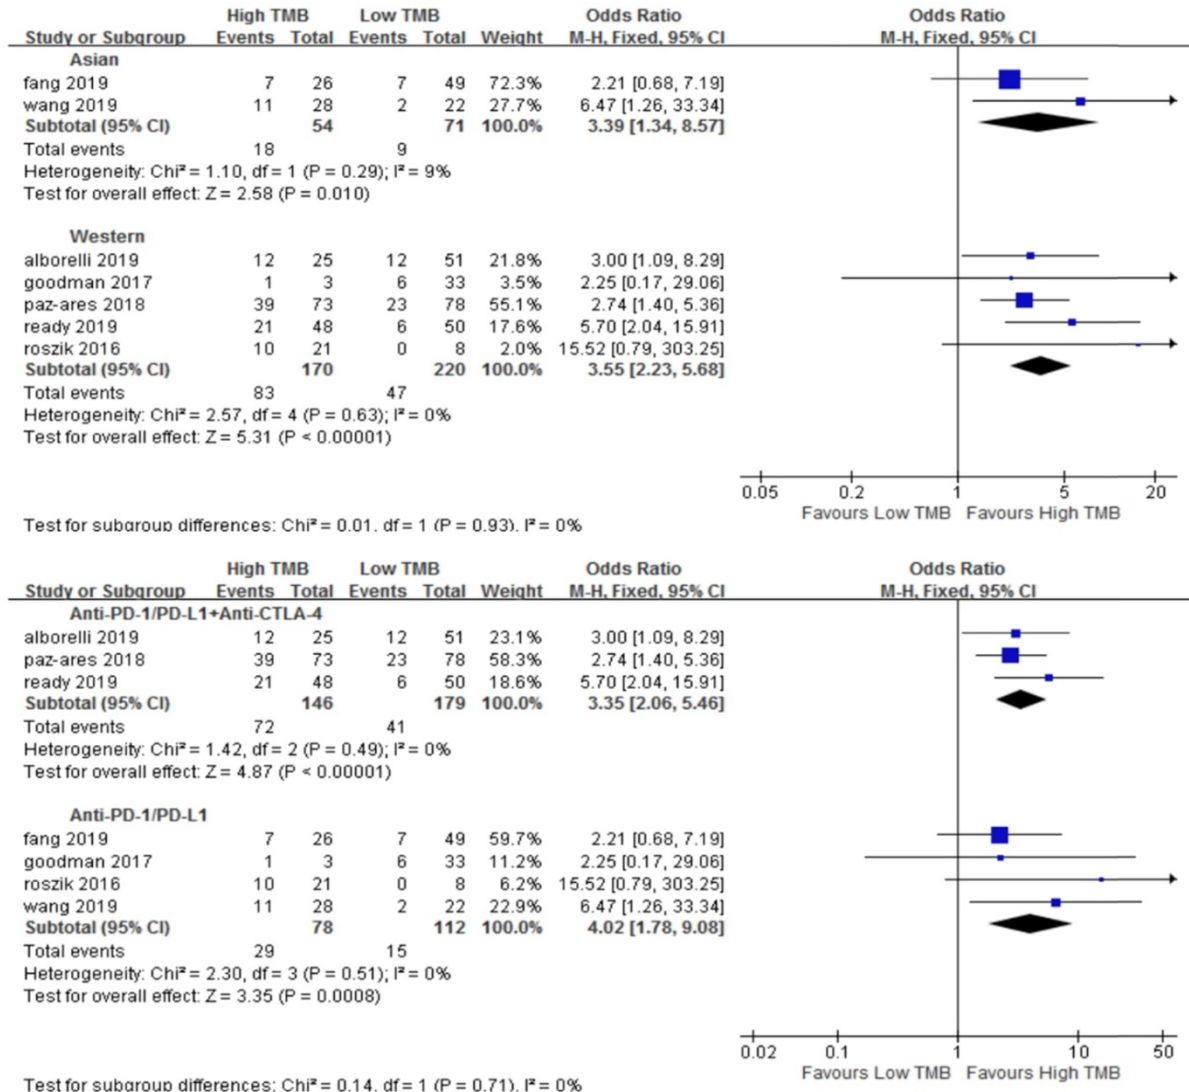 High TMB Low TMB Odds Ratio Odds Ratio
Study or Subgroup Events Total Events Total Weight M-H, Fixed, 95% CI M-H, Fixed, 95% CI
Asian
fang 2019 7 26 7 49 72.3% 2.21 [0.68, 7.19]
wang 2019 11 28 2 22 27.7% 6.47 [1.26, 33.34]
Subtotal (95% CI) 54 71 100.0% 3.39 [1.34, 8.57]
Total events 18 9
Heterogeneity: Chi² = 1.10, df = 1 (P = 0.29); I² = 9%
Test for overall effect: Z = 2.58 (P = 0.010)
Western
alborelli 2019 12 25 12 51 21.8% 3.00 [1.09, 8.29]
goodman 2017 1 3 6 33 3.5% 2.25 [0.17, 29.06]
paz-ares 2018 39 73 23 78 55.1% 2.74 [1.40, 5.36]
ready 2019 21 48 6 50 17.6% 5.70 [2.04, 15.91]
roszik 2016 10 21 0 8 2.0% 15.52 [0.79, 303.25]
Subtotal (95% CI) 170 220 100.0% 3.55 [2.23, 5.68]
Total events 83 47
Heterogeneity: Chi² = 2.57, df = 4 (P = 0.63); I² = 0%
Test for overall effect: Z = 5.31 (P < 0.00001)
0.05 0.2 1 5 20
Favours Low TMB Favours High TMB
Test for subgroup differences: Chi² = 0.01. df = 1 (P = 0.93). I² = 0%
High TMB Low TMB Odds Ratio Odds Ratio
Study or Subgroup Events Total Events Total Weight M-H, Fixed, 95% CI M-H, Fixed, 95% CI
Anti-PD-1/PD-L1+Anti-CTLA-4
alborelli 2019 12 25 12 51 23.1% 3.00 [1.09, 8.29]
paz-ares 2018 39 73 23 78 58.3% 2.74 [1.40, 5.36]
ready 2019 21 48 6 50 18.6% 5.70 [2.04, 15.91]
Subtotal (95% CI) 146 179 100.0% 3.35 [2.06, 5.46]
Total events 72 41
Heterogeneity: Chi² = 1.42, df = 2 (P = 0.49); I² = 0%
Test for overall effect: Z = 4.87 (P < 0.00001)
Anti-PD-1/PD-L1
fang 2019 7 26 7 49 59.7% 2.21 [0.68, 7.19]
goodman 2017 1 3 6 33 11.2% 2.25 [0.17, 29.06]
roszik 2016 10 21 0 8 6.2% 15.52 [0.79, 303.25]
wang 2019 11 28 2 22 22.9% 6.47 [1.26, 33.34]
Subtotal (95% CI) 78 112 100.0% 4.02 [1.78, 9.08]
Total events 29 15
Heterogeneity: Chi² = 2.30, df = 3 (P = 0.51); I² = 0%
Test for overall effect: Z = 3.35 (P = 0.0008)
0.02 0.1 1 10 50
Favours Low TMB Favours High TMB
Test for subgroup differences: Chi² = 0.14. df = 1 (P = 0.71). I² = 0%